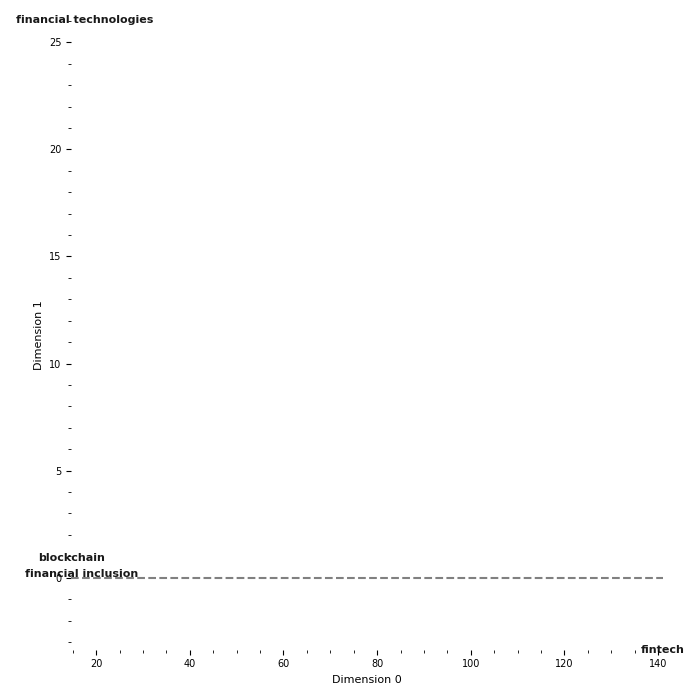 financial technologies
25
20
15
10
5
0
Dimension 1
blockchain
financial inclusion
fintech
20
40
60
80
100
120
140
Dimension 0